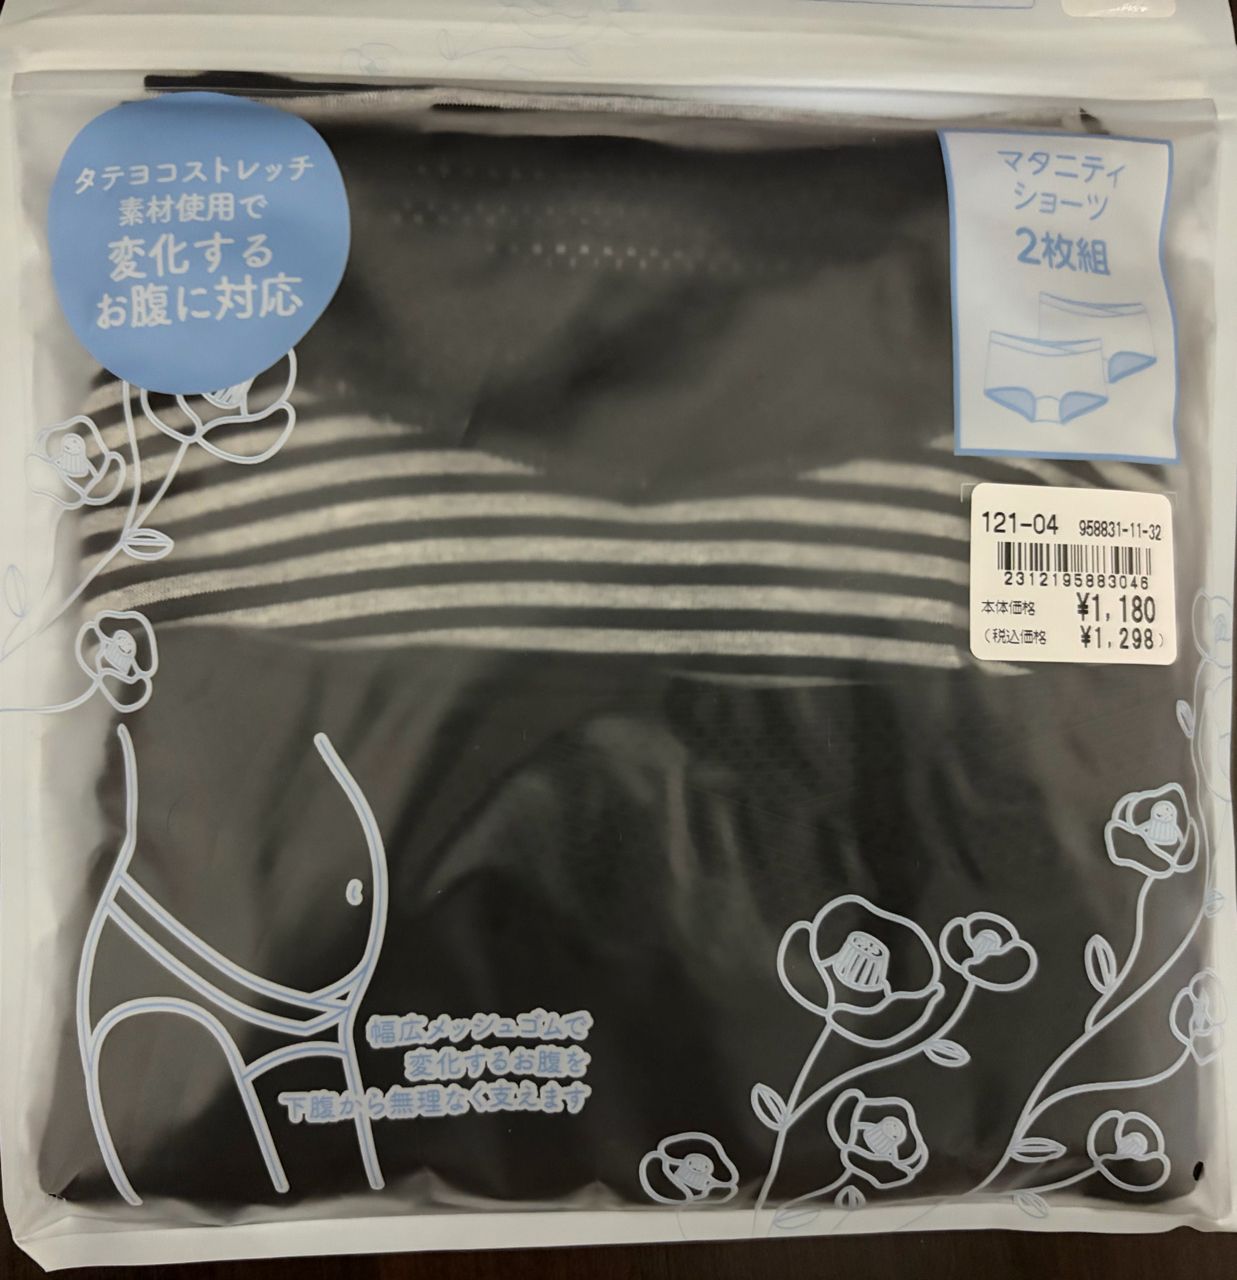 タテヨコストレッチ
素材使用で
変化する
お腹に対応
マタニティ
ショーツ
2枚組
121-04 958831-11-32
2312195883046
本体価格 ¥1,180
(税込価格 ¥1,298)
幅広メッシュゴムで
変化するお腹を
下腹から無理なく支えます